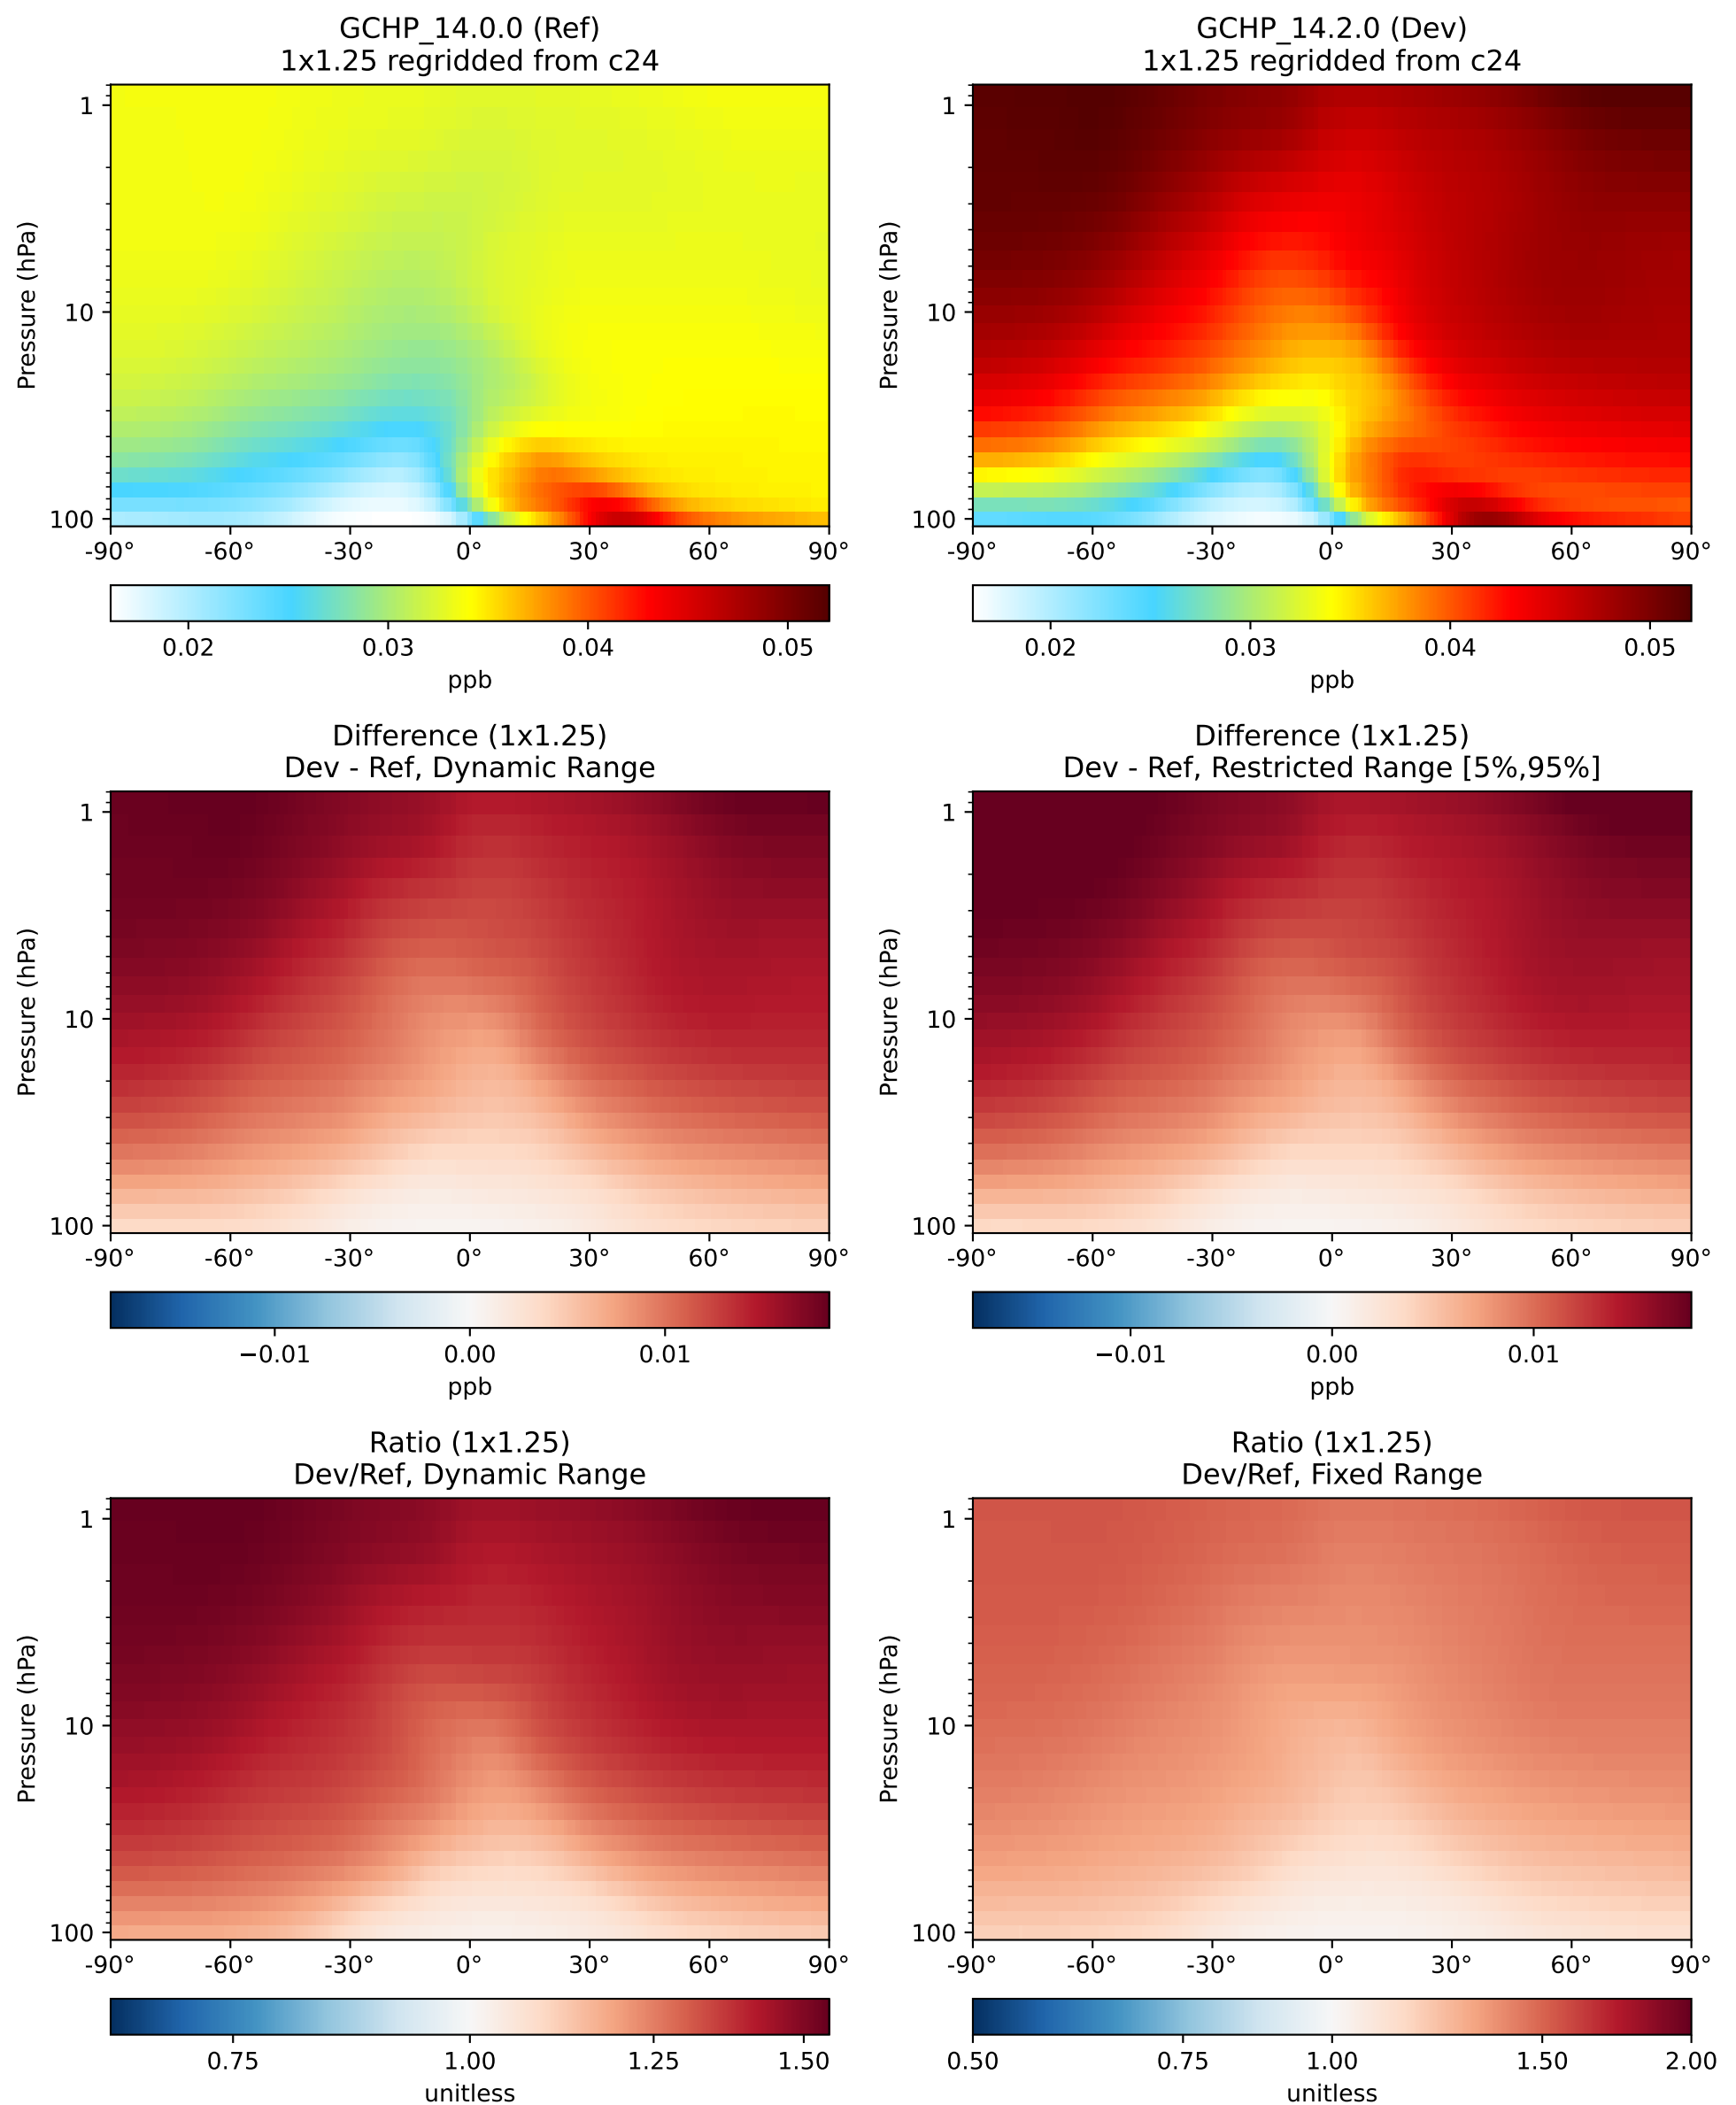 GCHP_14.0.0 (Ref)
1x1.25 regridded from c24
Pressure (hPa)
1
10
100
-90° -60° -30° 0° 30° 60° 90°
0.02 0.03 0.04 0.05
ppb
GCHP_14.2.0 (Dev)
1x1.25 regridded from c24
Pressure (hPa)
1
10
100
-90° -60° -30° 0° 30° 60° 90°
0.02 0.03 0.04 0.05
ppb
Difference (1x1.25)
Dev - Ref, Dynamic Range
Pressure (hPa)
1
10
100
-90° -60° -30° 0° 30° 60° 90°
−0.01 0.00 0.01
ppb
Difference (1x1.25)
Dev - Ref, Restricted Range [5%,95%]
Pressure (hPa)
1
10
100
-90° -60° -30° 0° 30° 60° 90°
−0.01 0.00 0.01
ppb
Ratio (1x1.25)
Dev/Ref, Dynamic Range
Pressure (hPa)
1
10
100
-90° -60° -30° 0° 30° 60° 90°
0.75 1.00 1.25 1.50
unitless
Ratio (1x1.25)
Dev/Ref, Fixed Range
Pressure (hPa)
1
10
100
-90° -60° -30° 0° 30° 60° 90°
0.50 0.75 1.00 1.50 2.00
unitless